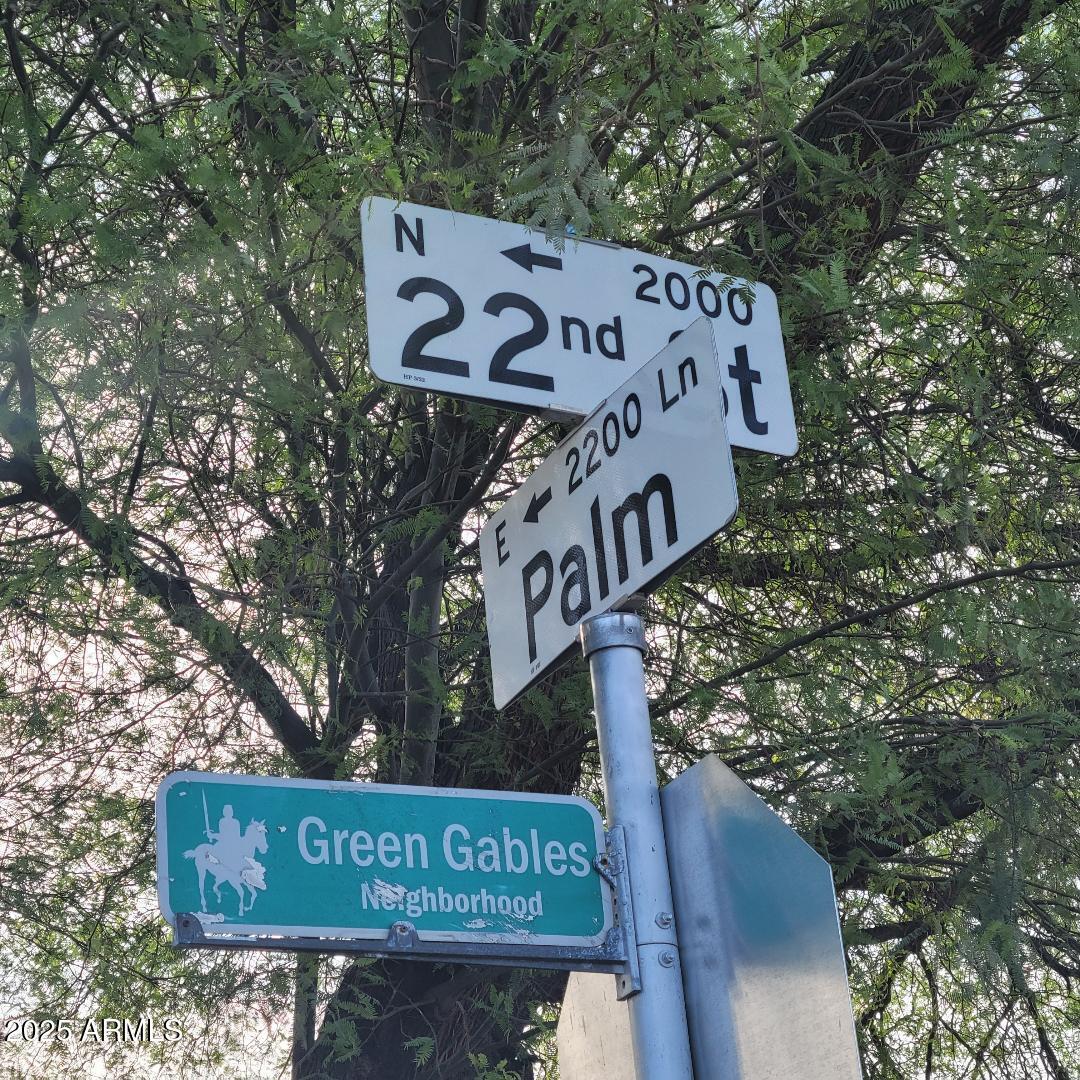 N ← 2000
22nd St
E ← 2200 Ln
Palm
Green Gables
Neighborhood
2025 ARMLS